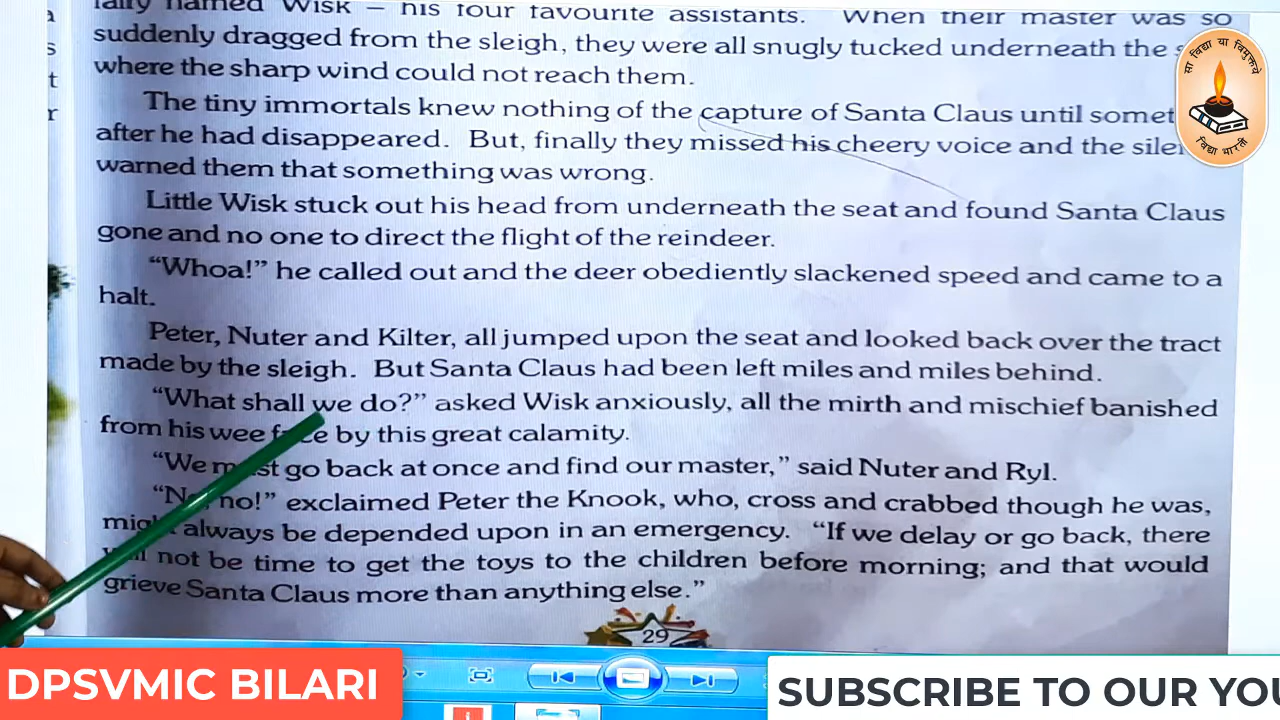 a
s
t
r
fairy named Wisk – his four favourite assistants. When their master was so
suddenly dragged from the sleigh, they were all snugly tucked underneath the
where the sharp wind could not reach them.
The tiny immortals knew nothing of the capture of Santa Claus until somet
after he had disappeared. But, finally they missed his cheery voice and the silen
warned them that something was wrong.
Little Wisk stuck out his head from underneath the seat and found Santa Claus
gone and no one to direct the flight of the reindeer.
“Whoa!” he called out and the deer obediently slackened speed and came to a
halt.
Peter, Nuter and Kilter, all jumped upon the seat and looked back over the tract
made by the sleigh. But Santa Claus had been left miles and miles behind.
“What shall we do?” asked Wisk anxiously, all the mirth and mischief banished
from his wee face by this great calamity.
“We must go back at once and find our master,” said Nuter and Ryl.
“No, no!” exclaimed Peter the Knook, who, cross and crabbed though he was,
might always be depended upon in an emergency. “If we delay or go back, there
will not be time to get the toys to the children before morning; and that would
grieve Santa Claus more than anything else.”
29
सा विद्या या विमुक्तये
विद्या भारती
DPSVMIC BILARI
SUBSCRIBE TO OUR YOU